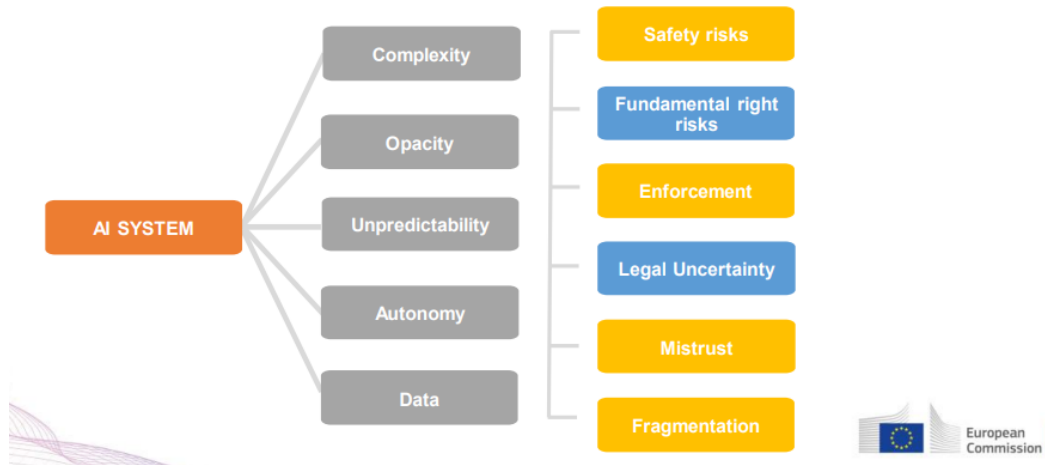 AI SYSTEM
Complexity
Opacity
Unpredictability
Autonomy
Data
Safety risks
Fundamental right
risks
Enforcement
Legal Uncertainty
Mistrust
Fragmentation
European
Commission